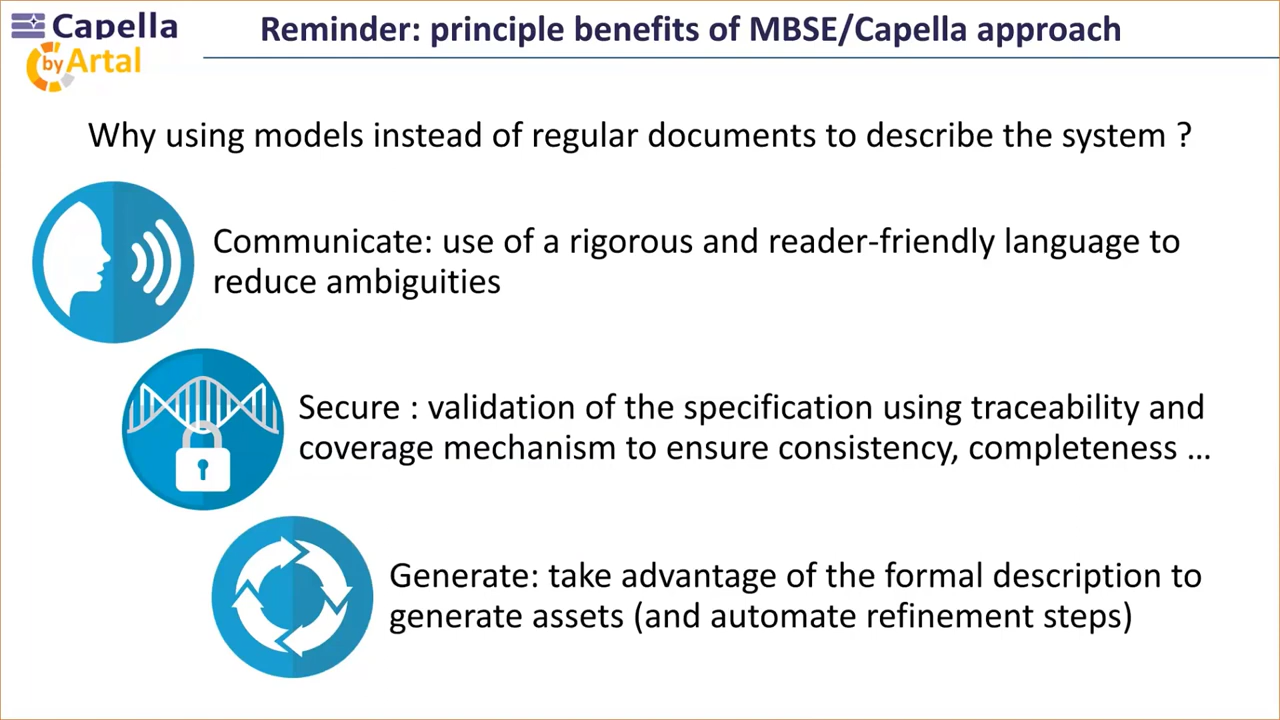 Capella
by Artal
Reminder: principle benefits of MBSE/Capella approach
Why using models instead of regular documents to describe the system ?
Communicate: use of a rigorous and reader-friendly language to
reduce ambiguities
Secure : validation of the specification using traceability and
coverage mechanism to ensure consistency, completeness ...
Generate: take advantage of the formal description to
generate assets (and automate refinement steps)